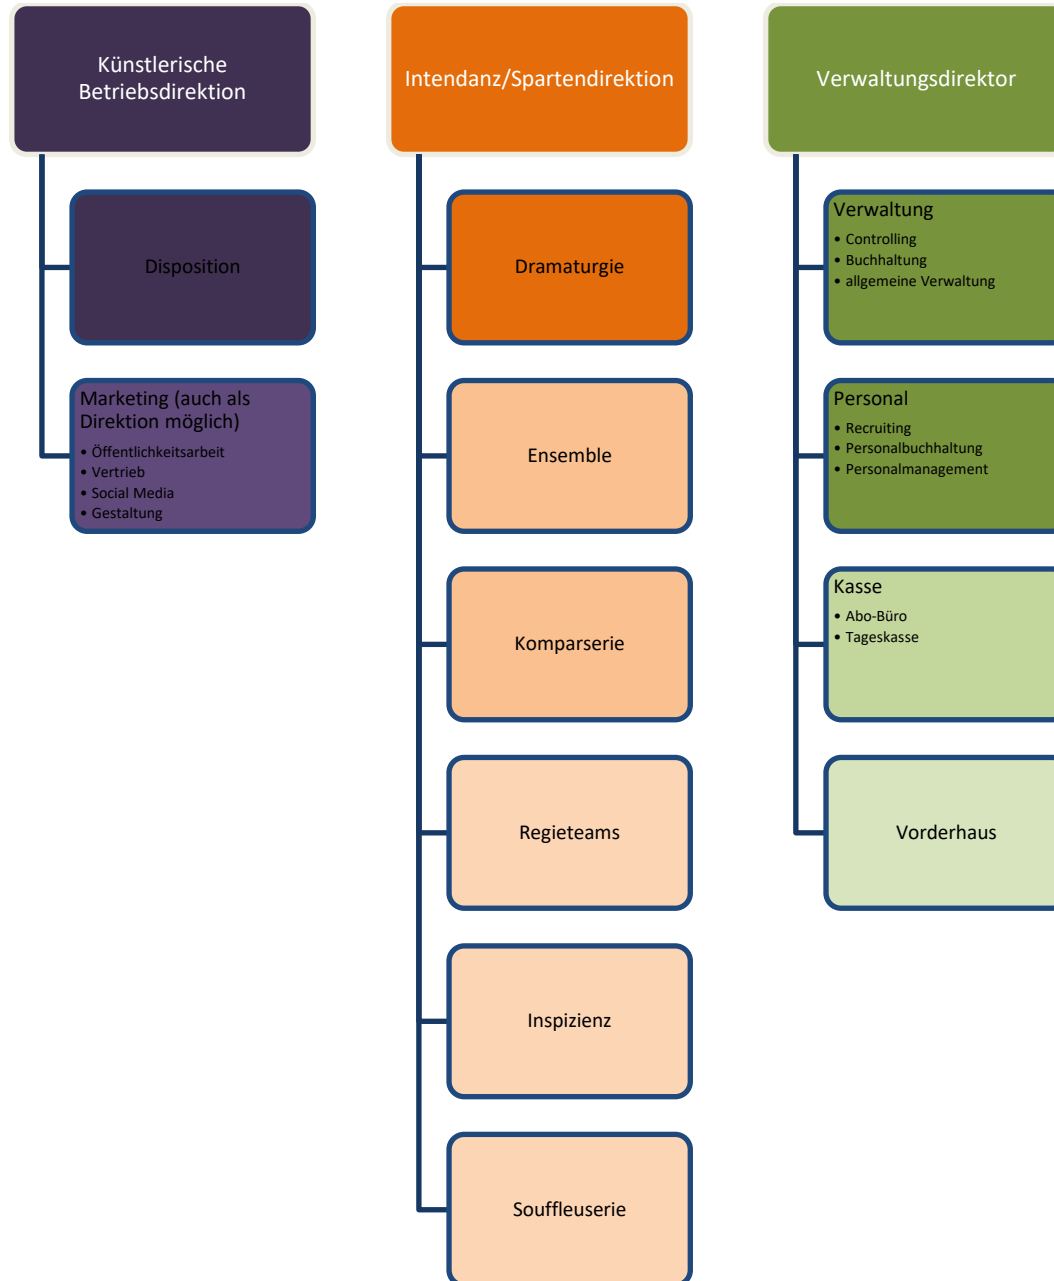 Künstlerische
Betriebsdirektion
Disposition
Marketing (auch als
Direktion möglich)
• Öffentlichkeitsarbeit
• Vertrieb
• Social Media
• Gestaltung
Intendanz/Spartendirektion
Dramaturgie
Ensemble
Komparserie
Regieteams
Inspizienz
Souffleuserie
Verwaltungsdirektor
Verwaltung
• Controlling
• Buchhaltung
• allgemeine Verwaltung
Personal
• Recruiting
• Personalbuchhaltung
• Personalmanagement
Kasse
• Abo-Büro
• Tageskasse
Vorderhaus